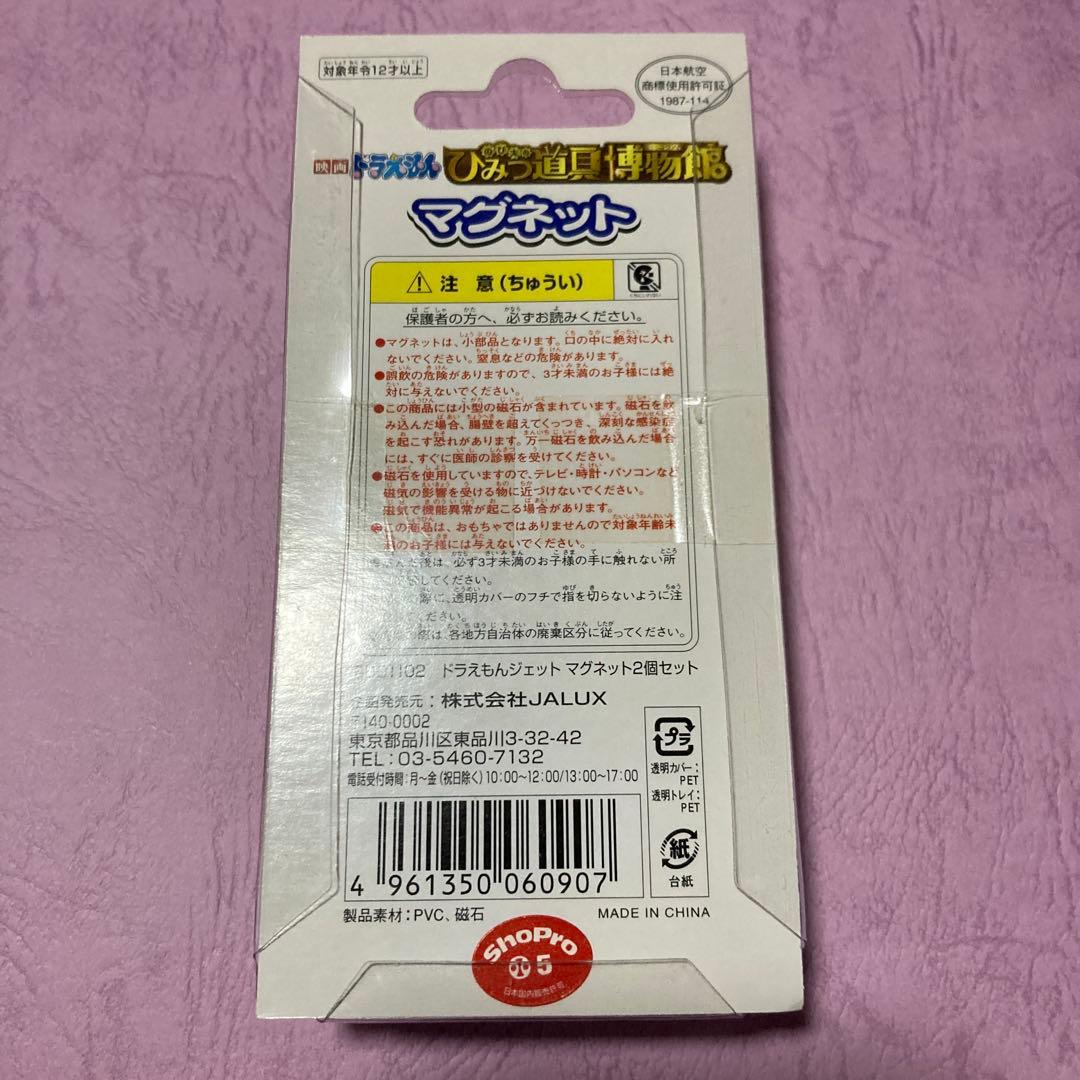 対象年令12才以上
日本航空
商標使用許可証
1987-114
映画ドラえもん のび太のひみつ道具博物館
マグネット
注 意(ちゅうい)
保護者の方へ、必ずお読みください。
●マグネットは、小部品となります。口の中に絶対に入れ
ないでください。窒息などの危険があります。
●誤飲の危険がありますので、3才未満のお子様には絶
対に与えないでください。
●この商品には小型の磁石が含まれています。磁石を飲
み込んだ場合、腸壁を超えてくっつき、深刻な感染症
を起こす恐れがあります。万一磁石を飲み込んだ場合
には、すぐに医師の診察を受けてください。
●磁石を使用していますので、テレビ・時計・パソコンなど
磁気の影響を受ける物に近づけないでください。
磁気で機能異常が起こる場合があります。
●この商品は、おもちゃではありませんので対象年齢未
満のお子様には与えないでください。
後は、必ず3才未満のお子様の手に触れない所
してください。
際に、透明カバーのフチで指を切らないように注
ください。
際は、各地方自治体の廃棄区分に従ってください。
1102 ドラえもんジェット マグネット2個セット
企画発売元:株式会社JALUX
〒140-0002
東京都品川区東品川3-32-42
TEL:03-5460-7132
電話受付時間:月〜金(祝日除く)10:00〜12:00/13:00〜17:00
プラ
透明カバー:
PET
透明トレイ:
PET
紙
台紙
4 961350 060907
製品素材:PVC、磁石
MADE IN CHINA
ShoPro
小5
日本国内販売許可